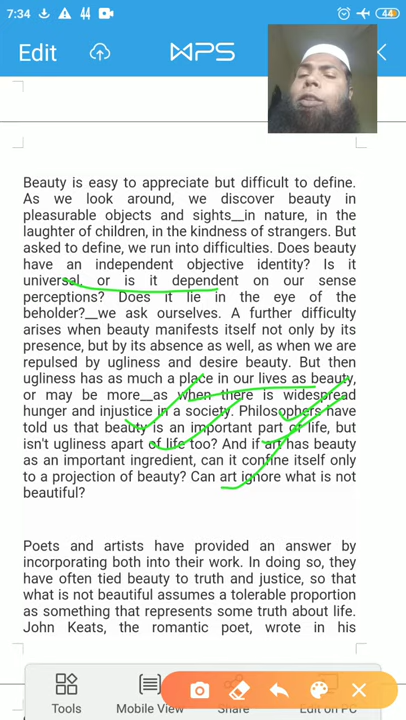 7:34 44 44
Edit WPS
Beauty is easy to appreciate but difficult to define.
As we look around, we discover beauty in
pleasurable objects and sights__in nature, in the
laughter of children, in the kindness of strangers. But
asked to define, we run into difficulties. Does beauty
have an independent objective identity? Is it
universal, or is it dependent on our sense
perceptions? Does it lie in the eye of the
beholder?__we ask ourselves. A further difficulty
arises when beauty manifests itself not only by its
presence, but by its absence as well, as when we are
repulsed by ugliness and desire beauty. But then
ugliness has as much a place in our lives as beauty,
or may be more__as when there is widespread
hunger and injustice in a society. Philosophers have
told us that beauty is an important part of life, but
isn't ugliness apart of life too? And if art has beauty
as an important ingredient, can it confine itself only
to a projection of beauty? Can art ignore what is not
beautiful?
Poets and artists have provided an answer by
incorporating both into their work. In doing so, they
have often tied beauty to truth and justice, so that
what is not beautiful assumes a tolerable proportion
as something that represents some truth about life.
John Keats, the romantic poet, wrote in his
Tools Mobile View Share Edit on PC